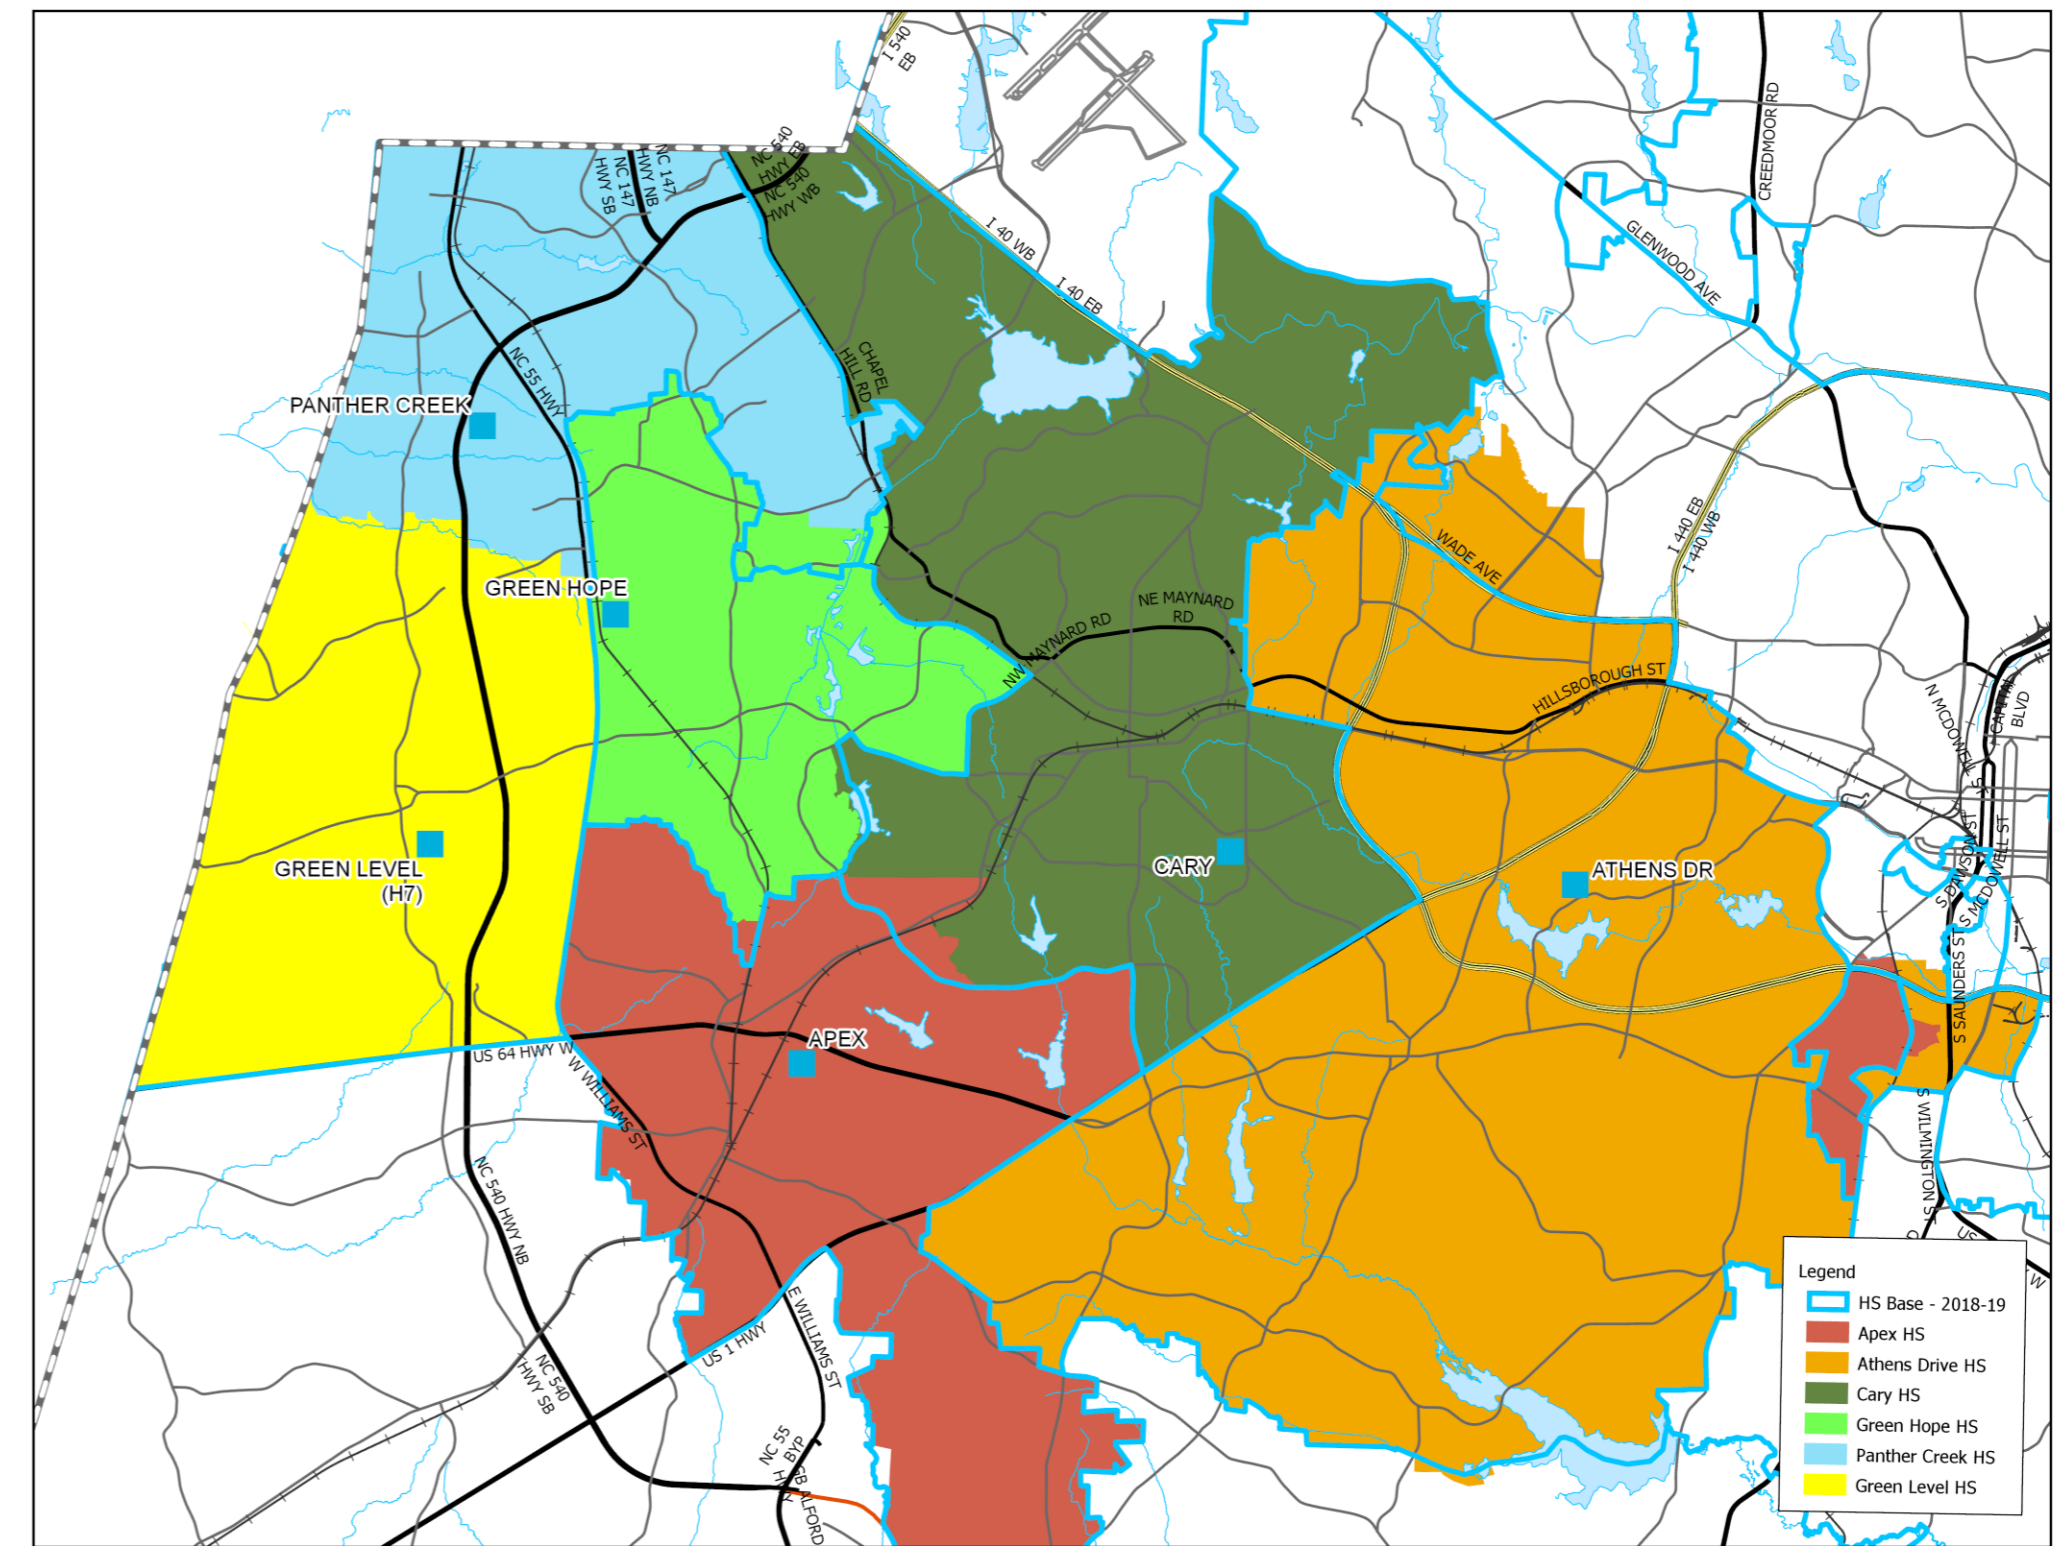 I 540
EB
NC 540
HWY EB
NC 540
HWY WB
NC 147
HWY NB
NC 147
HWY SB
CREEDMOOR RD
I 40 WB
I 40 EB
GLENWOOD AVE
CHAPEL
HILL RD
NC 55 HWY
PANTHER CREEK
I 440 EB
I 440 WB
WADE AVE
GREEN HOPE
NE MAYNARD
RD
NW MAYNARD RD
HILLSBOROUGH ST
N MCDOWELL S
CAPITAL
BLVD
GREEN LEVEL
(H7)
CARY
ATHENS DR
S DAWSON ST
S MCDOWELL ST
S SAUNDERS ST
APEX
US 64 HWY W
W WILLIAMS ST
S WILMINGTON ST
NC 540 HWY NB
US
W
E WILLIAMS ST
US 1 HWY
NC 540
HWY SB
NC 55
BYP
GB ALFORD
Legend
HS Base - 2018-19
Apex HS
Athens Drive HS
Cary HS
Green Hope HS
Panther Creek HS
Green Level HS